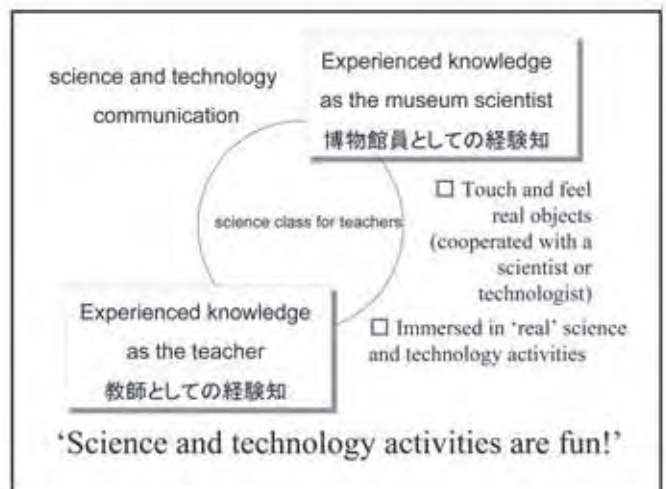 science and technology
communication
Experienced knowledge
as the museum scientist
博物館員としての経験知
science class for teachers
☐ Touch and feel
real objects
(cooperated with a
scientist or
technologist)
☐ Immersed in ‘real’ science
and technology activities
Experienced knowledge
as the teacher
教師としての経験知
‘Science and technology activities are fun!’